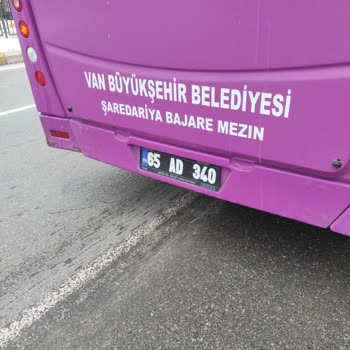 VAN BÜYÜKŞEHİR BELEDİYESİ
ŞAREDARİYA BAJARE MEZIN
65 AD 340